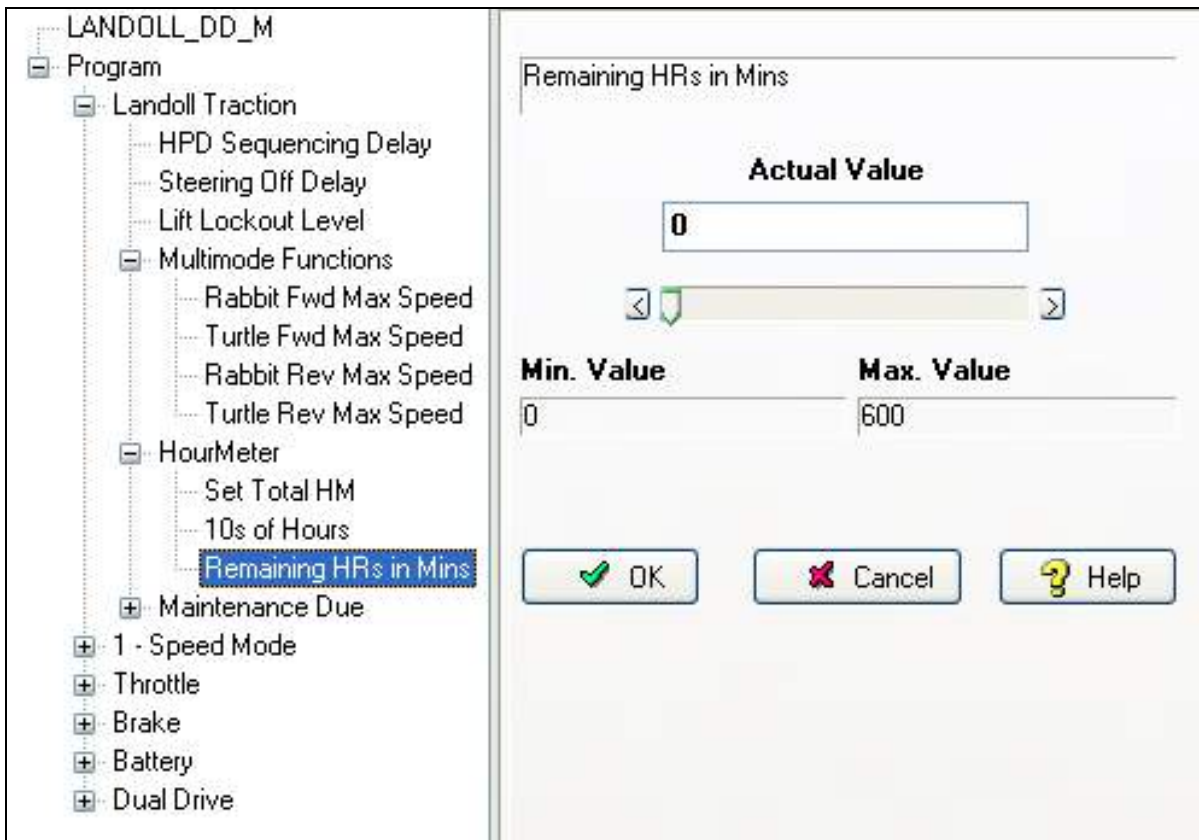 LANDOLL_DD_M
Program
Landoll Traction
HPD Sequencing Delay
Steering Off Delay
Lift Lockout Level
Multimode Functions
Rabbit Fwd Max Speed
Turtle Fwd Max Speed
Rabbit Rev Max Speed
Turtle Rev Max Speed
HourMeter
Set Total HM
10s of Hours
Remaining HRs in Mins
Maintenance Due
1 - Speed Mode
Throttle
Brake
Battery
Dual Drive
Remaining HRs in Mins
Actual Value
0
Min. Value Max. Value
0 600
OK Cancel Help